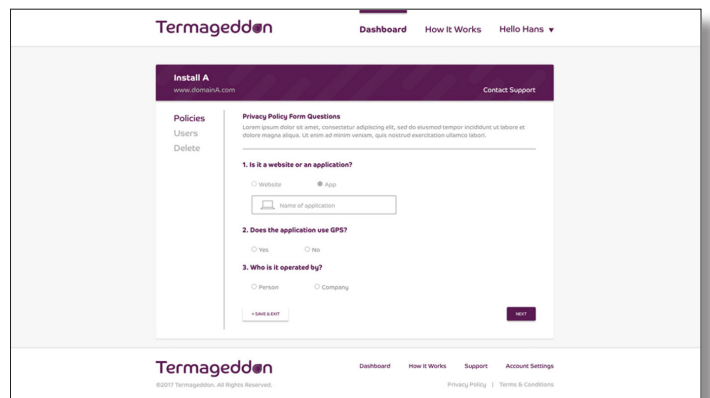 Termageddon
Dashboard How It Works Hello Hans ▼
Install A
www.domainA.com
Contact Support
Policies
Users
Delete
Privacy Policy Form Questions
Lorem ipsum dolor sit amet, consectetur adipiscing elit, sed do eiusmod tempor incididunt ut labore et
dolore magna aliqua. Ut enim ad minim veniam, quis nostrud exercitation ullamco labori.
1. Is it a website or an application?
Website App
Name of application
2. Does the application use GPS?
Yes No
3. Who is it operated by?
Person Company
< SAVE & EXIT NEXT
Termageddon
©2017 Termageddon. All Rights Reserved.
Dashboard How It Works Support Account Settings
Privacy Policy | Terms & Conditions